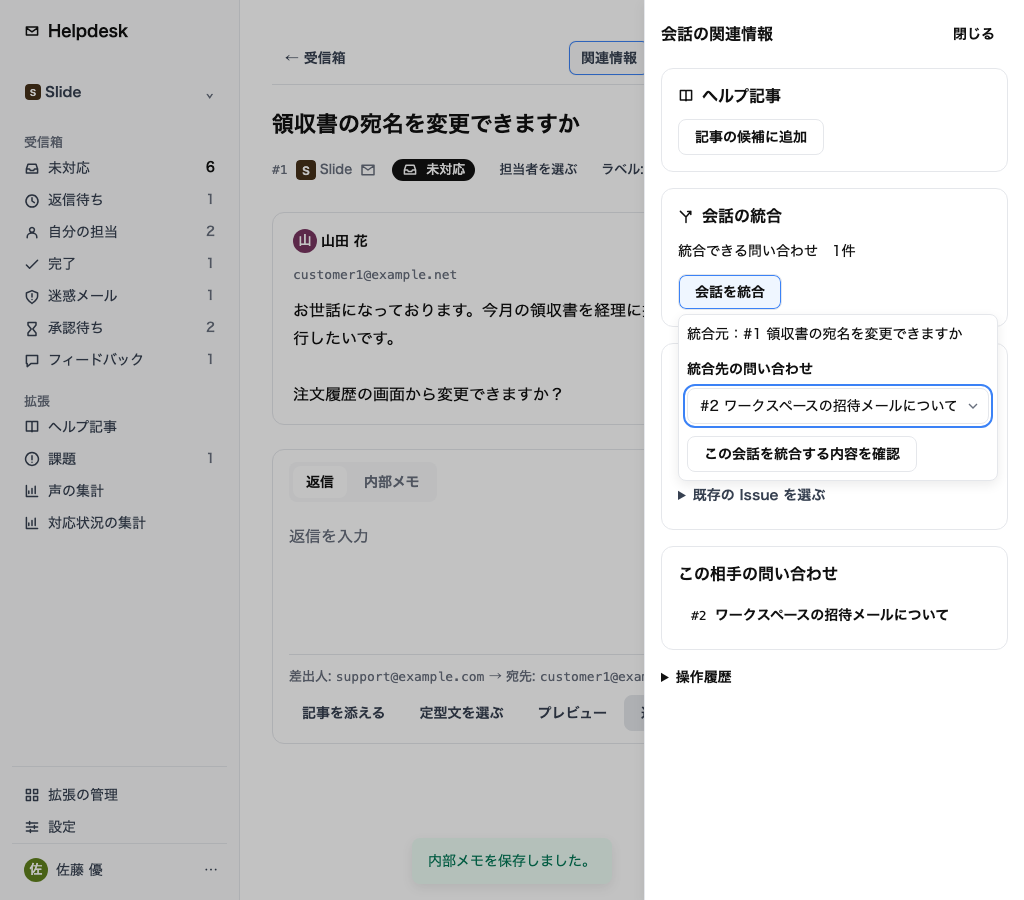 Helpdesk
S Slide
受信箱
未対応 6
返信待ち 1
自分の担当 2
完了 1
迷惑メール 1
承認待ち 2
フィードバック 1
拡張
ヘルプ記事
課題 1
声の集計
対応状況の集計
拡張の管理
設定
佐 佐藤 優 …
← 受信箱
関連情報
領収書の宛名を変更できますか
#1 S Slide 未対応 担当者を選ぶ ラベル:
山 山田 花
customer1@example.net
お世話になっております。今月の領収書を経理に
行したいです。
注文履歴の画面から変更できますか？
返信 内部メモ
返信を入力
差出人: support@example.com → 宛先: customer1@exam
記事を添える 定型文を選ぶ プレビュー
内部メモを保存しました。
会話の関連情報 閉じる
ヘルプ記事
記事の候補に追加
会話の統合
統合できる問い合わせ 1件
会話を統合
統合元：#1 領収書の宛名を変更できますか
統合先の問い合わせ
#2 ワークスペースの招待メールについて
この会話を統合する内容を確認
▶ 既存の Issue を選ぶ
この相手の問い合わせ
#2 ワークスペースの招待メールについて
▶ 操作履歴